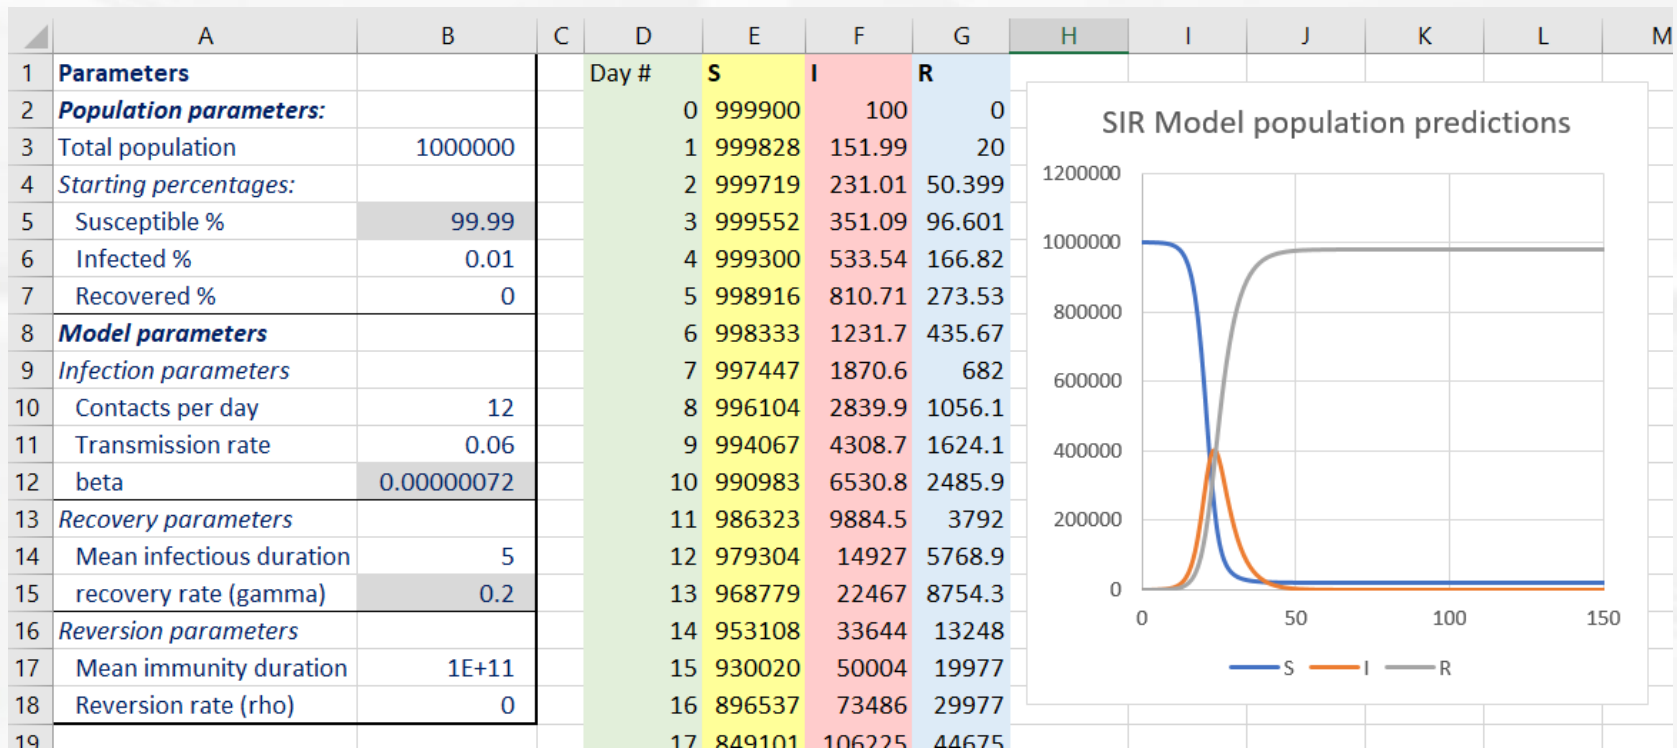 A B C D E F G H I J K L M
1 Parameters Day # S I R
2 Population parameters: 0 999900 100 0
3 Total population 1000000 1 999828 151.99 20
4 Starting percentages: 2 999719 231.01 50.399
5 Susceptible % 99.99 3 999552 351.09 96.601
6 Infected % 0.01 4 999300 533.54 166.82
7 Recovered % 0 5 998916 810.71 273.53
8 Model parameters 6 998333 1231.7 435.67
9 Infection parameters 7 997447 1870.6 682
10 Contacts per day 12 8 996104 2839.9 1056.1
11 Transmission rate 0.06 9 994067 4308.7 1624.1
12 beta 0.00000072 10 990983 6530.8 2485.9
13 Recovery parameters 11 986323 9884.5 3792
14 Mean infectious duration 5 12 979304 14927 5768.9
15 recovery rate (gamma) 0.2 13 968779 22467 8754.3
16 Reversion parameters 14 953108 33644 13248
17 Mean immunity duration 1E+11 15 930020 50004 19977
18 Reversion rate (rho) 0 16 896537 73486 29977
19 17 849101 106225 44675
SIR Model population predictions
1200000
1000000
800000
600000
400000
200000
0
0 50 100 150
S I R